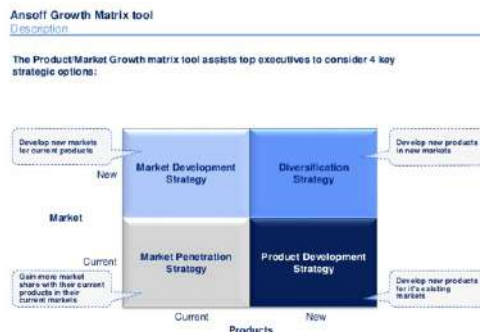 Ansoff Growth Matrix tool
Description
The Product/Market Growth matrix tool assists top executives to consider 4 key
strategic options:
Develop new markets
for current products
Develop new products
in new markets
New
Market Development
Strategy
Diversification
Strategy
Market
Current
Market Penetration
Strategy
Product Development
Strategy
Gain more market
share with their current
products in their
current markets
Develop new products
for it's existing
markets
Current
New
Products